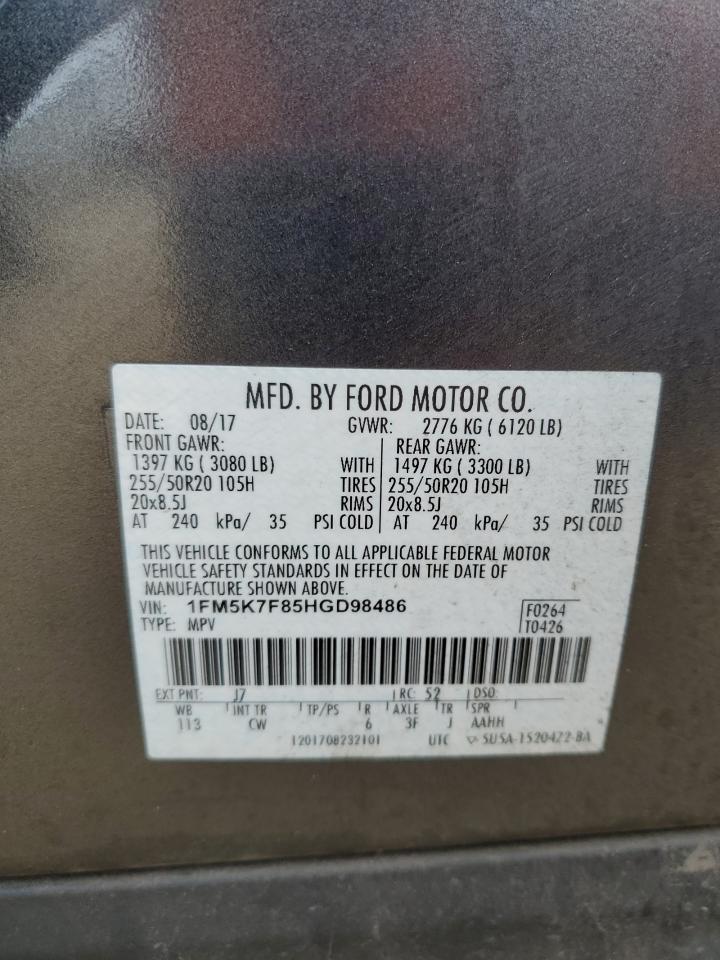 MFD. BY FORD MOTOR CO.
DATE: 08/17 GVWR: 2776 KG ( 6120 LB)
FRONT GAWR: REAR GAWR:
1397 KG ( 3080 LB) WITH 1497 KG ( 3300 LB) WITH
255/50R20 105H TIRES 255/50R20 105H TIRES
20x8.5J RIMS 20x8.5J RIMS
AT 240 kPa/ 35 PSI COLD AT 240 kPa/ 35 PSI COLD
THIS VEHICLE CONFORMS TO ALL APPLICABLE FEDERAL MOTOR
VEHICLE SAFETY STANDARDS IN EFFECT ON THE DATE OF
MANUFACTURE SHOWN ABOVE.
VIN: 1FM5K7F85HGD98486 F0264
TYPE: MPV T0426
EXT PNT: J7 RC: 52 DSO:
WB INT TR TP/PS R AXLE TR SPR
113 CW 6 3F J AAHH
1201708232101 UTC 5U5A-1520472-BA